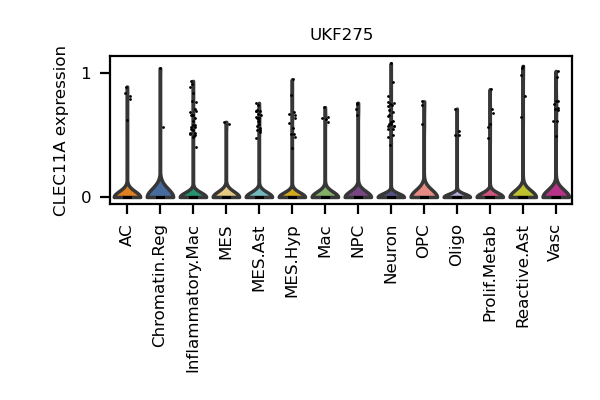 UKF275
CLEC11A expression
1
0
AC
Chromatin.Reg
Inflammatory.Mac
MES
MES.Ast
MES.Hyp
Mac
NPC
Neuron
OPC
Oligo
Prolif.Metab
Reactive.Ast
Vasc